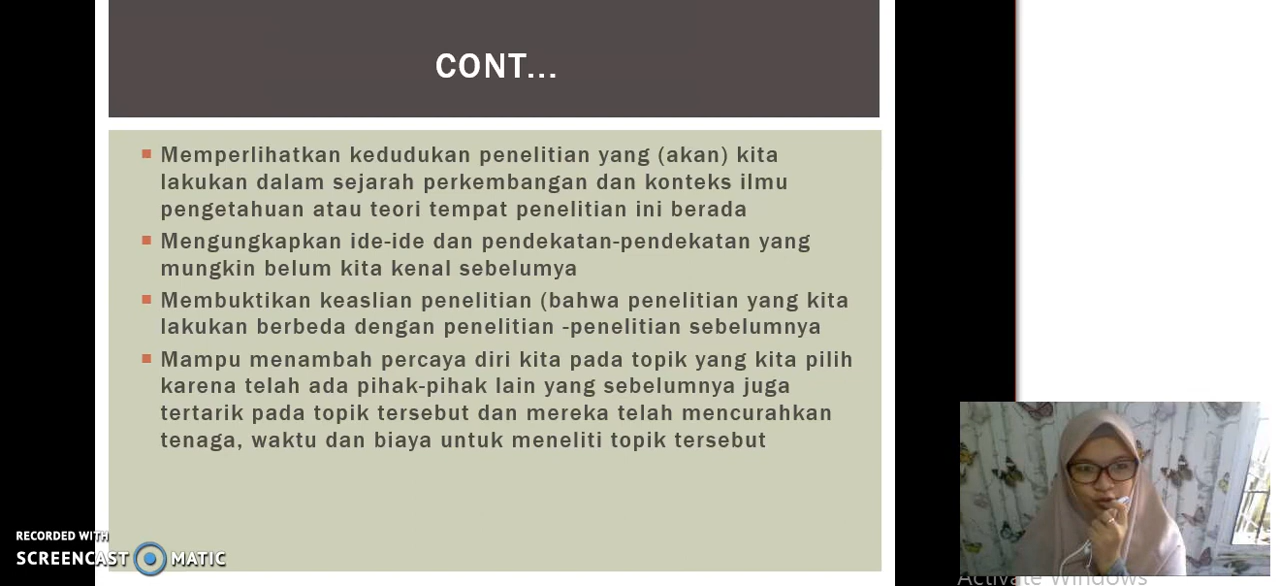 CONT...
Memperlihatkan kedudukan penelitian yang (akan) kita
lakukan dalam sejarah perkembangan dan konteks ilmu
pengetahuan atau teori tempat penelitian ini berada
Mengungkapkan ide-ide dan pendekatan-pendekatan yang
mungkin belum kita kenal sebelumya
Membuktikan keaslian penelitian (bahwa penelitian yang kita
lakukan berbeda dengan penelitian -penelitian sebelumnya
Mampu menambah percaya diri kita pada topik yang kita pilih
karena telah ada pihak-pihak lain yang sebelumnya juga
tertarik pada topik tersebut dan mereka telah mencurahkan
tenaga, waktu dan biaya untuk meneliti topik tersebut
RECORDED WITH
SCREENCAST MATIC
Activate Windows